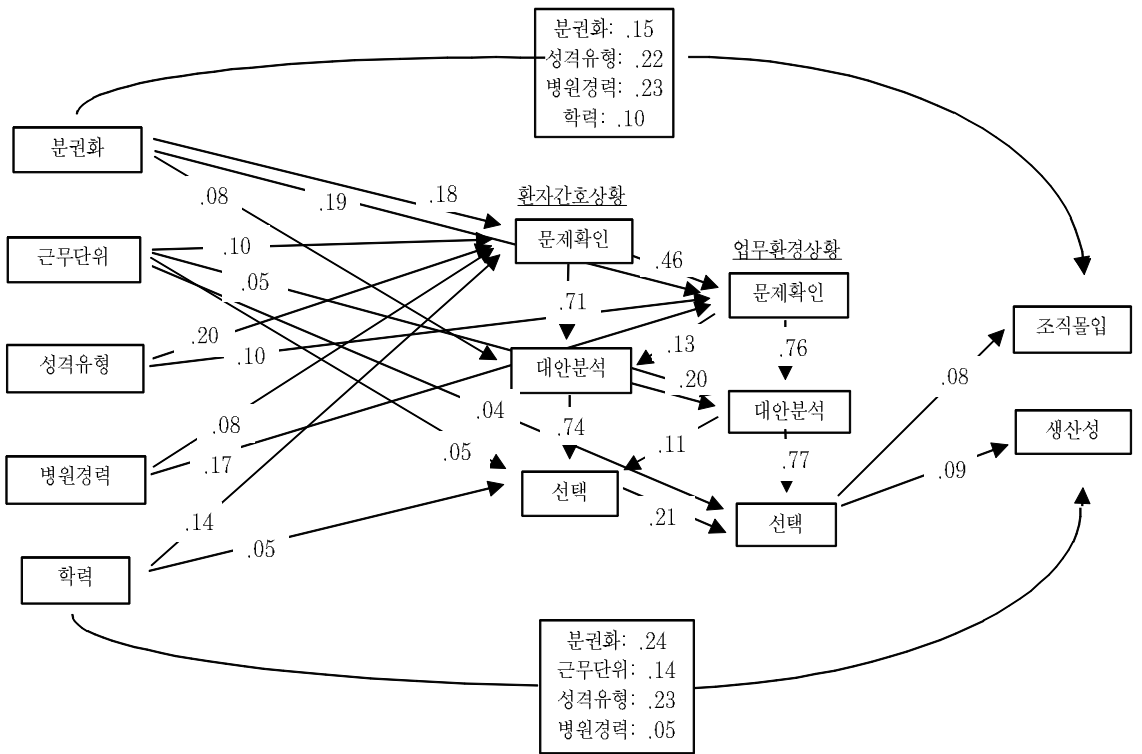 분권화: .15
성격유형: .22
병원경력: .23
학력: .10
분권화
근무단위
성격유형
병원경력
학력
환자간호상황
문제확인
대안분석
선택
업무환경상황
문제확인
대안분석
선택
조직몰입
생산성
.08
.19
.18
.10
.05
.20
.10
.08
.17
.14
.05
.04
.05
.46
.71
.13
.76
.20
.74
.11
.77
.21
.08
.09
분권화: .24
근무단위: .14
성격유형: .23
병원경력: .05